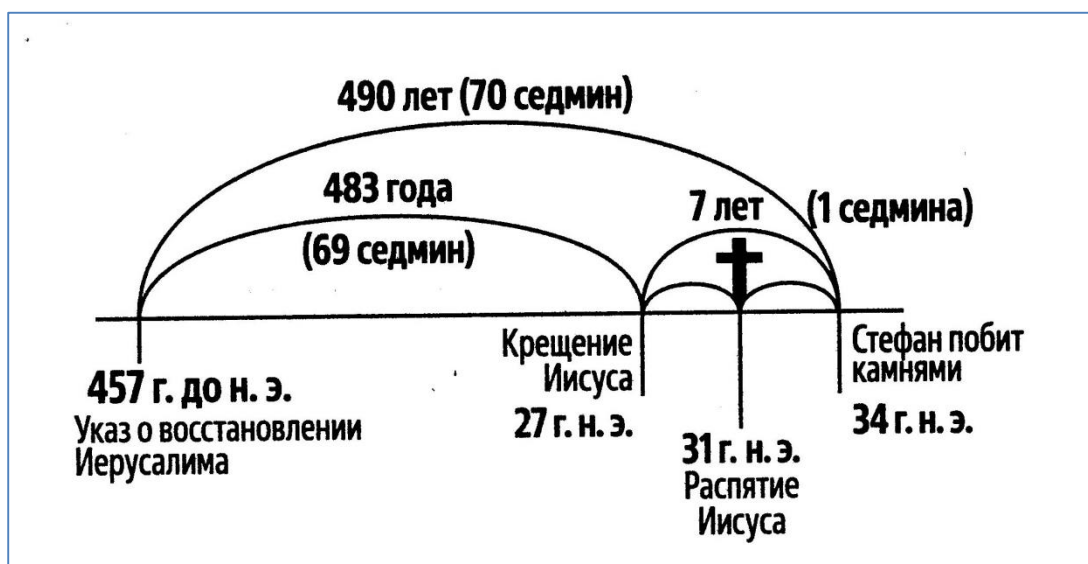 490 лет (70 седмин)
483 года
(69 седмин)
7 лет
(1 седмина)
457 г. до н. э.
Указ о восстановлении
Иерусалима
Крещение
Иисуса
27 г. н. э.
31 г. н. э.
Распятие
Иисуса
Стефан побит
камнями
34 г. н. э.